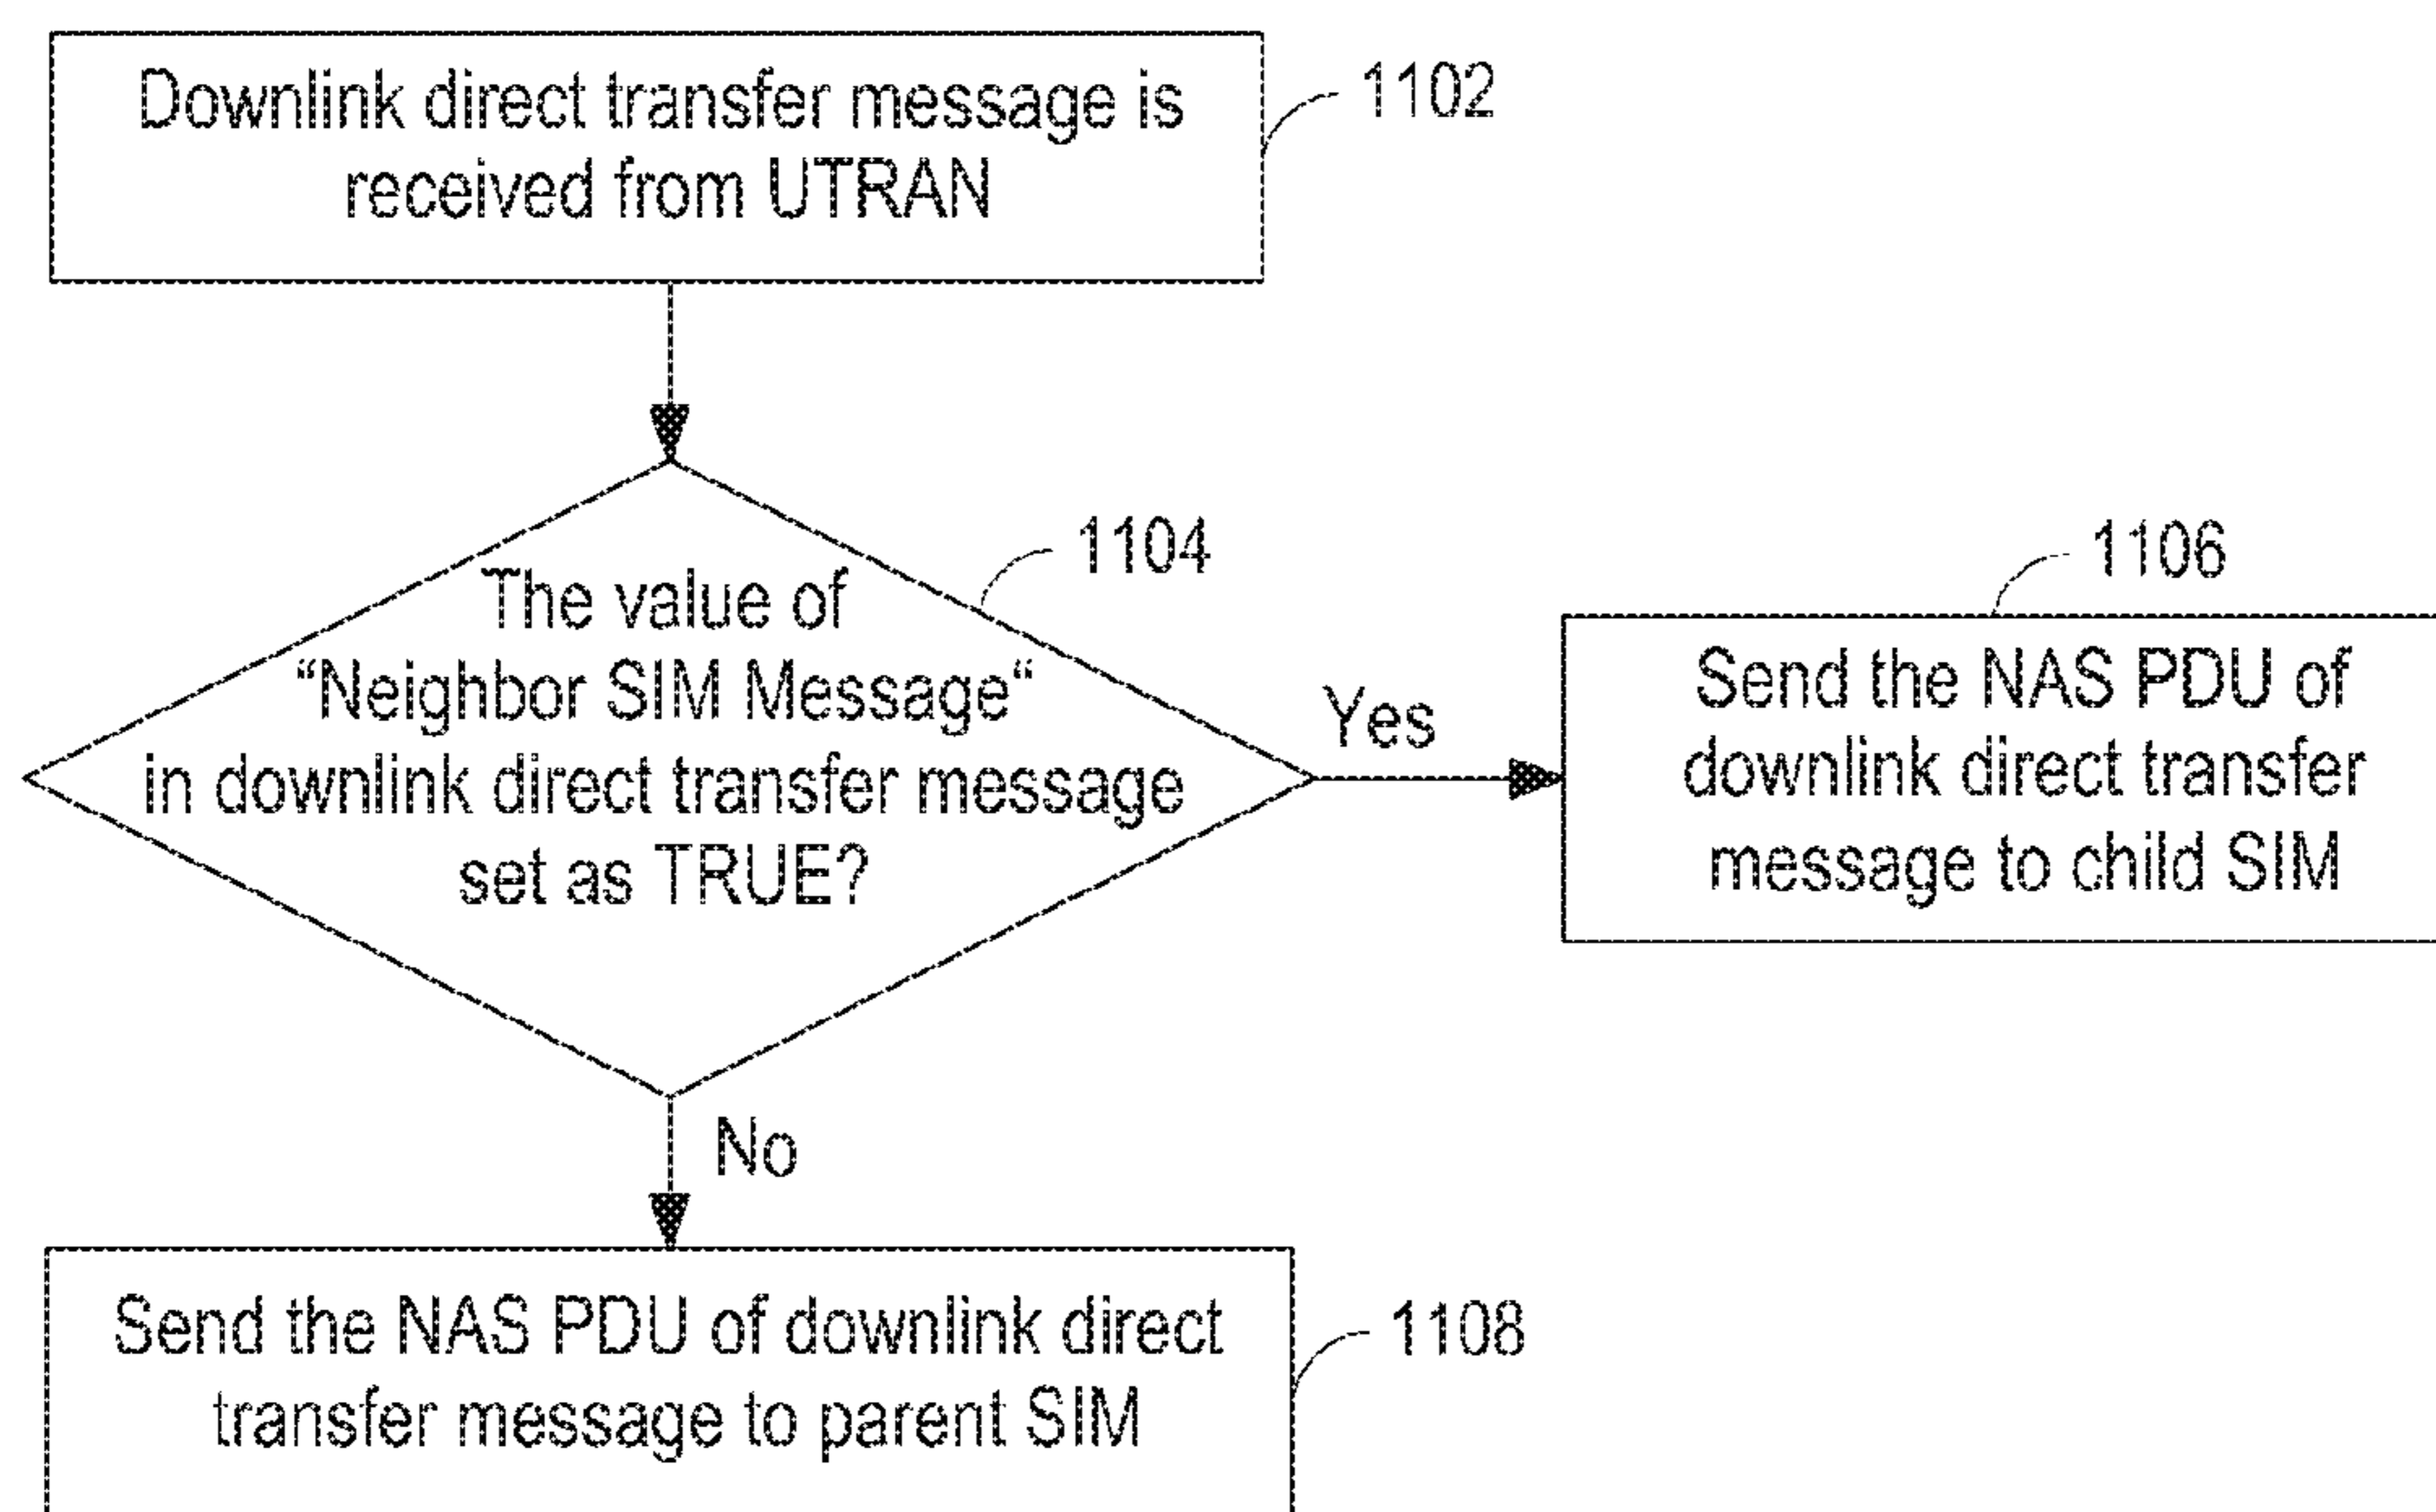 Downlink direct transfer message is
received from UTRAN
1102
The value of
“Neighbor SIM Message“
in downlink direct transfer message
set as TRUE?
1104
Yes
1106
Send the NAS PDU of
downlink direct transfer
message to child SIM
No
Send the NAS PDU of downlink direct
transfer message to parent SIM
1108